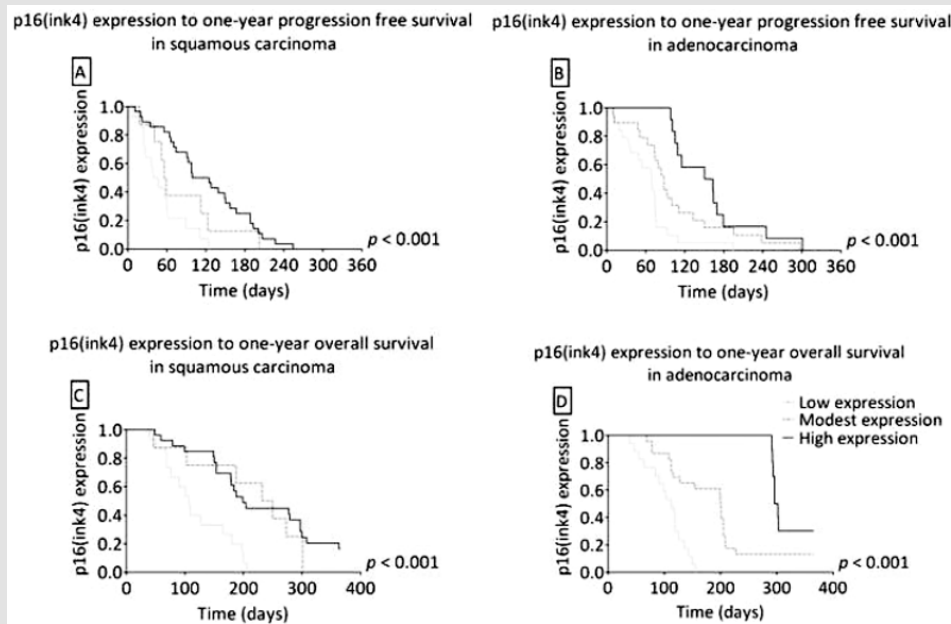 p16(ink4) expression to one-year progression free survival
in squamous carcinoma
A
p16(ink4) expression
1.0
0.8
0.6
0.4
0.2
0.0
0 60 120 180 240 300 360
Time (days)
p < 0.001
p16(ink4) expression to one-year progression free survival
in adenocarcinoma
B
p16(ink4) expression
1.0
0.8
0.6
0.4
0.2
0.0
0 60 120 180 240 300 360
Time (days)
p < 0.001
p16(ink4) expression to one-year overall survival
in squamous carcinoma
C
p16(ink4) expression
1.0
0.8
0.6
0.4
0.2
0.0
0 100 200 300 400
Time (days)
p < 0.001
p16(ink4) expression to one-year overall survival
in adenocarcinoma
D
Low expression
Modest expression
High expression
p16(ink4) expression
1.0
0.8
0.6
0.4
0.2
0.0
0 100 200 300 400
Time (days)
p < 0.001